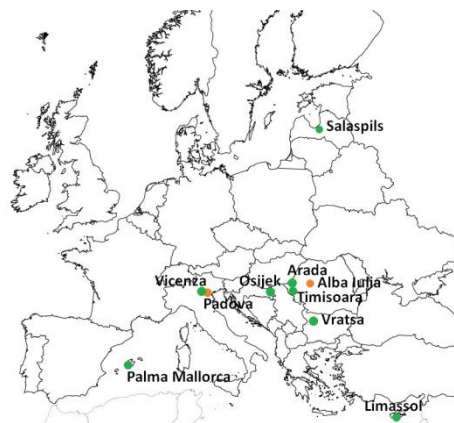 Salaspils
Arada
Vicenza
Osijek
Alba Iulia
Timisoara
Padova
Vratsa
Palma Mallorca
Limassol